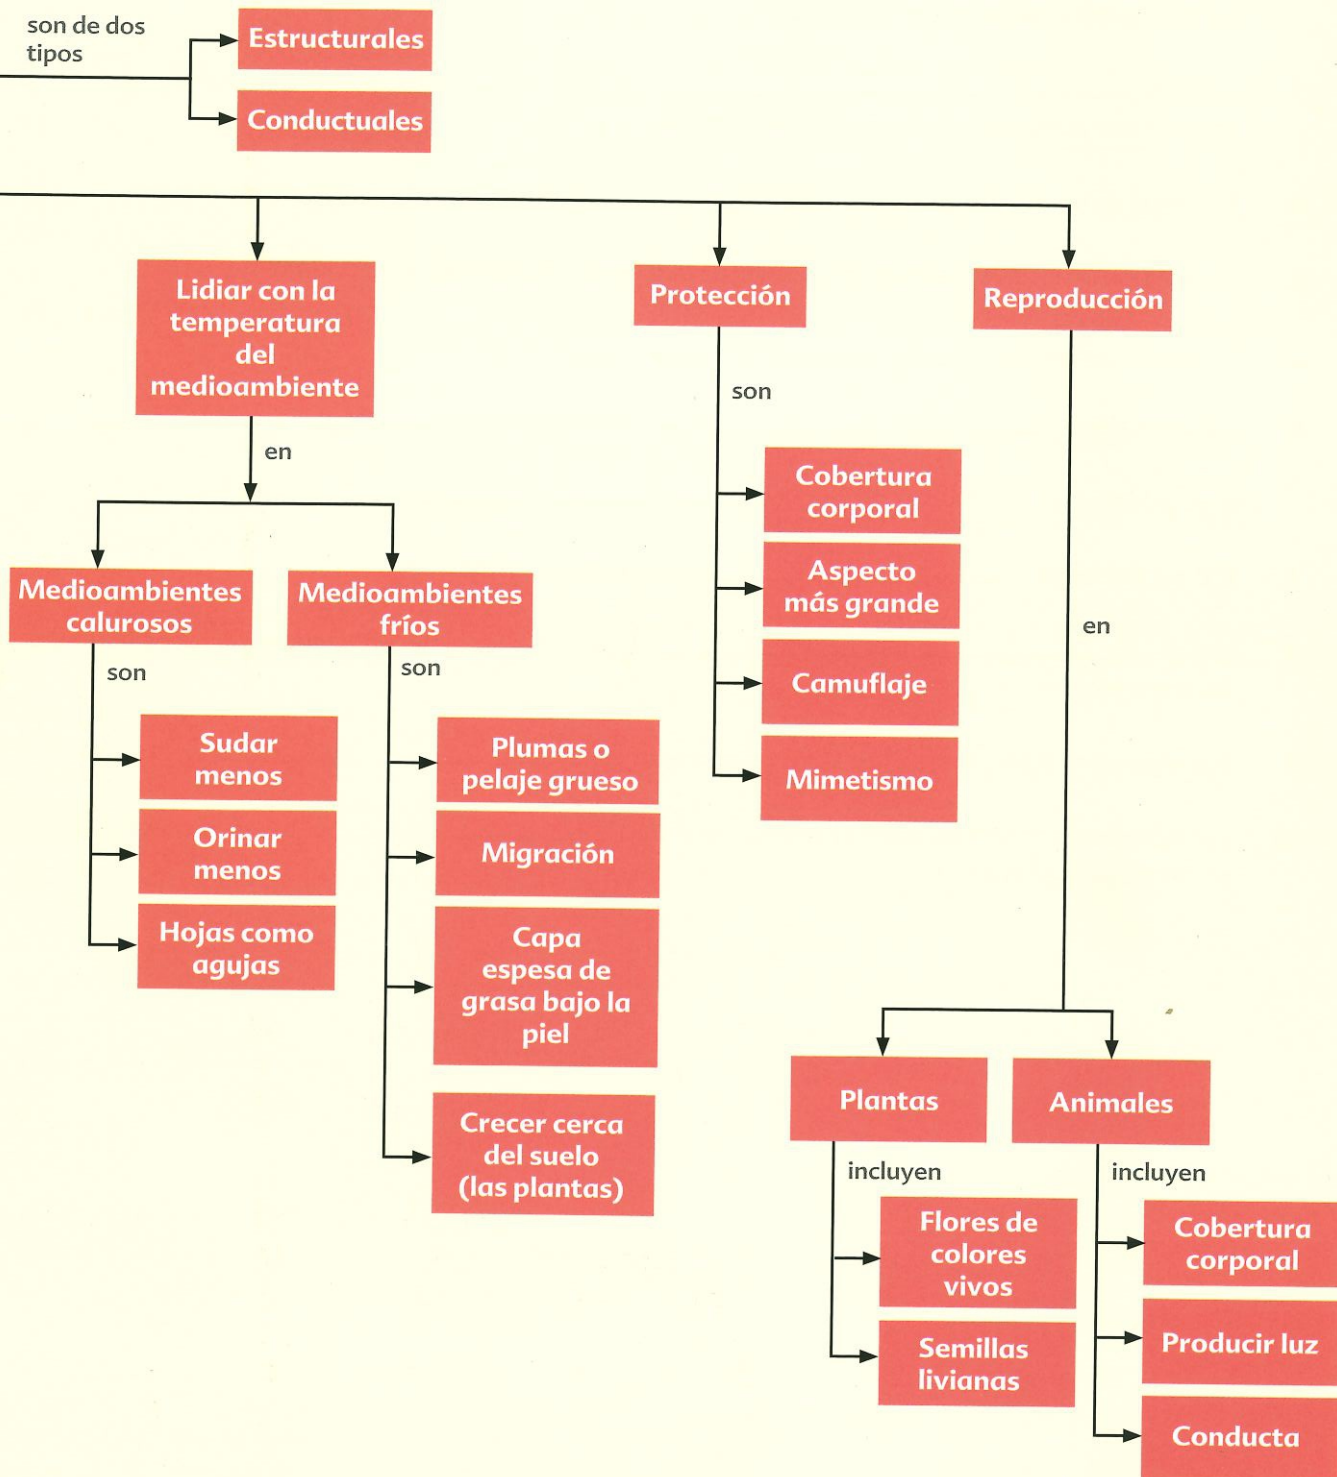 son de dos
tipos
Estructurales
Conductuales
Lidiar con la
temperatura
del
medioambiente
en
Medioambientes
calurosos
son
Sudar
menos
Orinar
menos
Hojas como
agujas
Medioambientes
fríos
son
Plumas o
pelaje grueso
Migración
Capa
espesa de
grasa bajo la
piel
Crecer cerca
del suelo
(las plantas)
Protección
son
Cobertura
corporal
Aspecto
más grande
Camuflaje
Mimetismo
Reproducción
en
Plantas
incluyen
Flores de
colores
vivos
Semillas
livianas
Animales
incluyen
Cobertura
corporal
Producir luz
Conducta